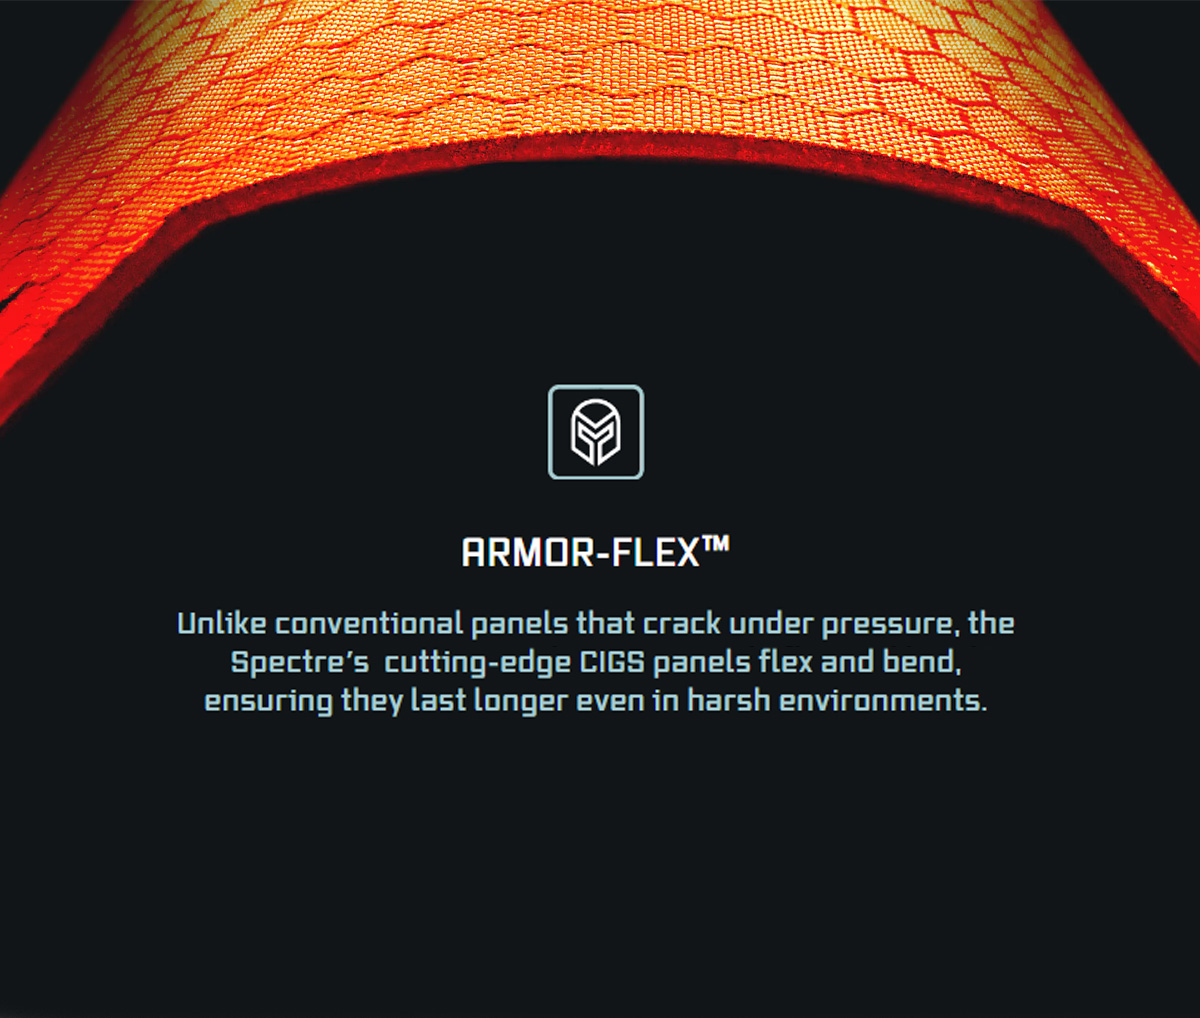 ARMOR-FLEX™
Unlike conventional panels that crack under pressure, the
Spectre’s  cutting-edge CIGS panels flex and bend,
ensuring they last longer even in harsh environments.